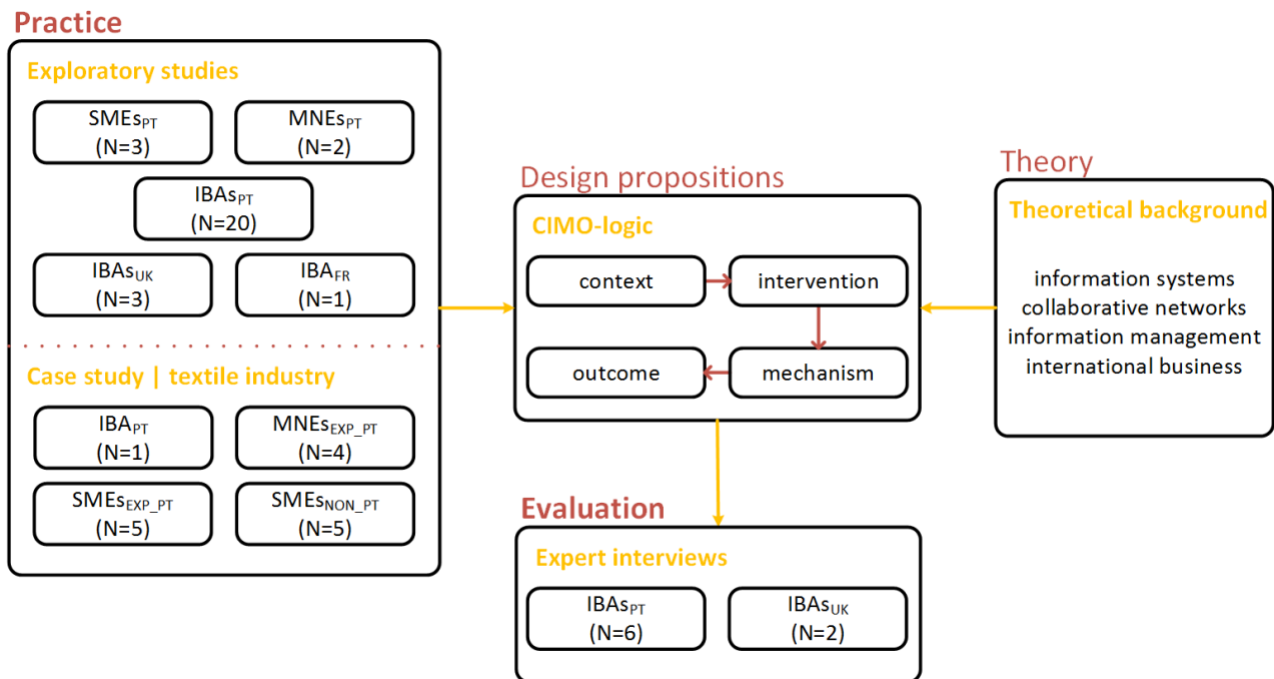 Practice
Exploratory studies
SMEsPT
(N=3)
MNEsPT
(N=2)
IBAsPT
(N=20)
IBAsUK
(N=3)
IBAFR
(N=1)
Case study | textile industry
IBAPT
(N=1)
MNEsEXP_PT
(N=4)
SMEsEXP_PT
(N=5)
SMEsNON_PT
(N=5)
Design propositions
CIMO-logic
context
intervention
outcome
mechanism
Evaluation
Expert interviews
IBAsPT
(N=6)
IBAsUK
(N=2)
Theory
Theoretical background
information systems
collaborative networks
information management
international business